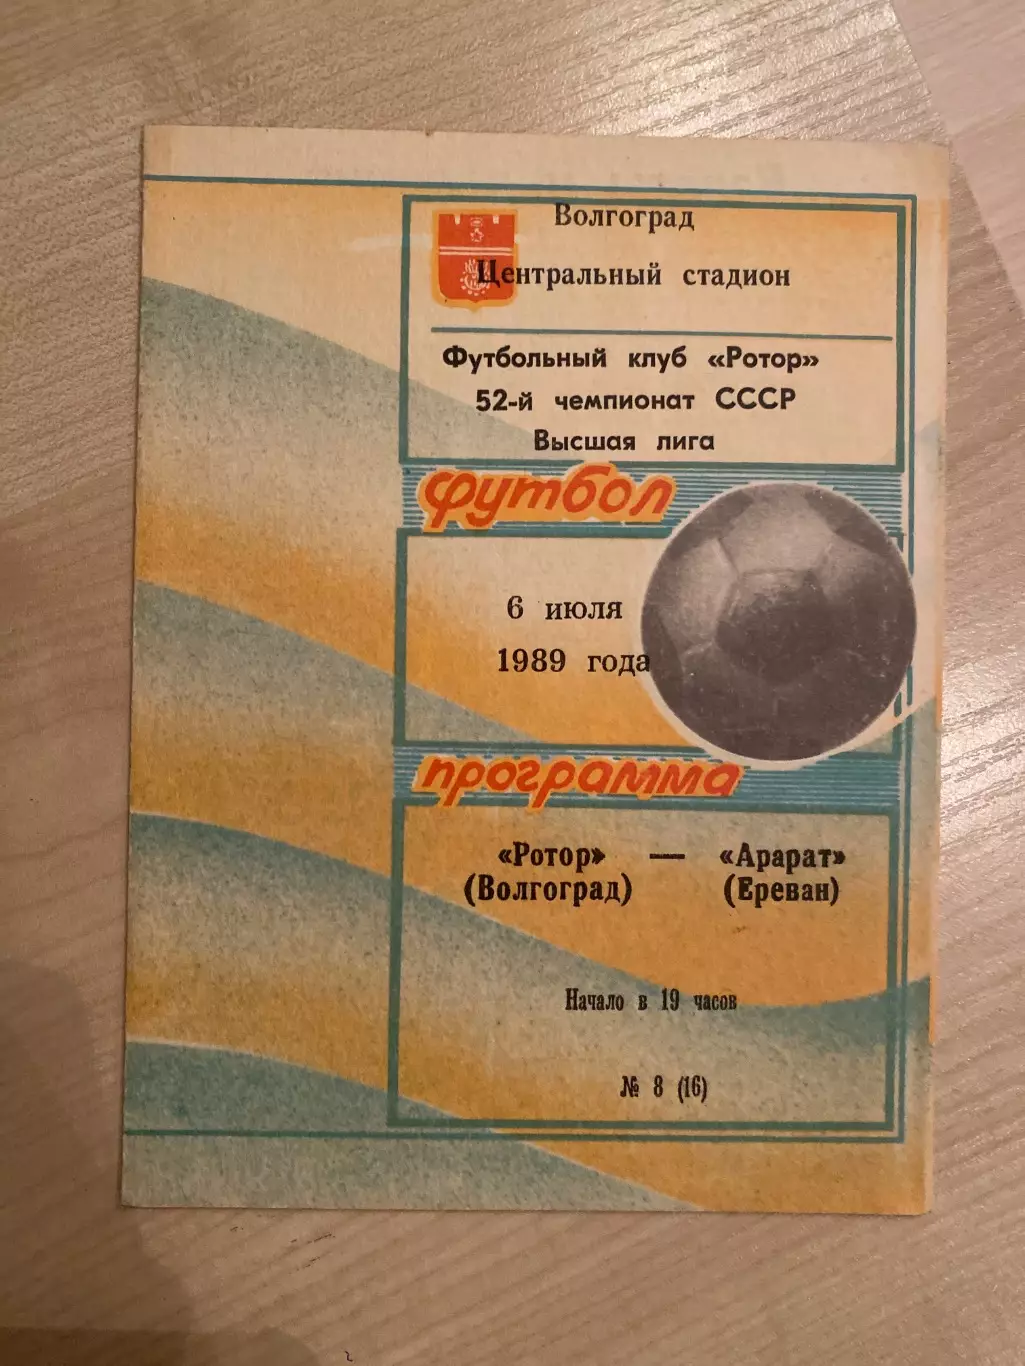 Волгоград
Центральный стадион
Футбольный клуб «Ротор»
52-й чемпионат СССР
Высшая лига
футбол
6 июля
1989 года
программа
«Ротор» — «Арарат»
(Волгоград) (Ереван)
Начало в 19 часов
№ 8 (16)